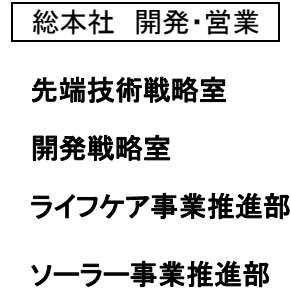 総本社　開発・営業
先端技術戦略室
開発戦略室
ライフケア事業推進部
ソーラー事業推進部